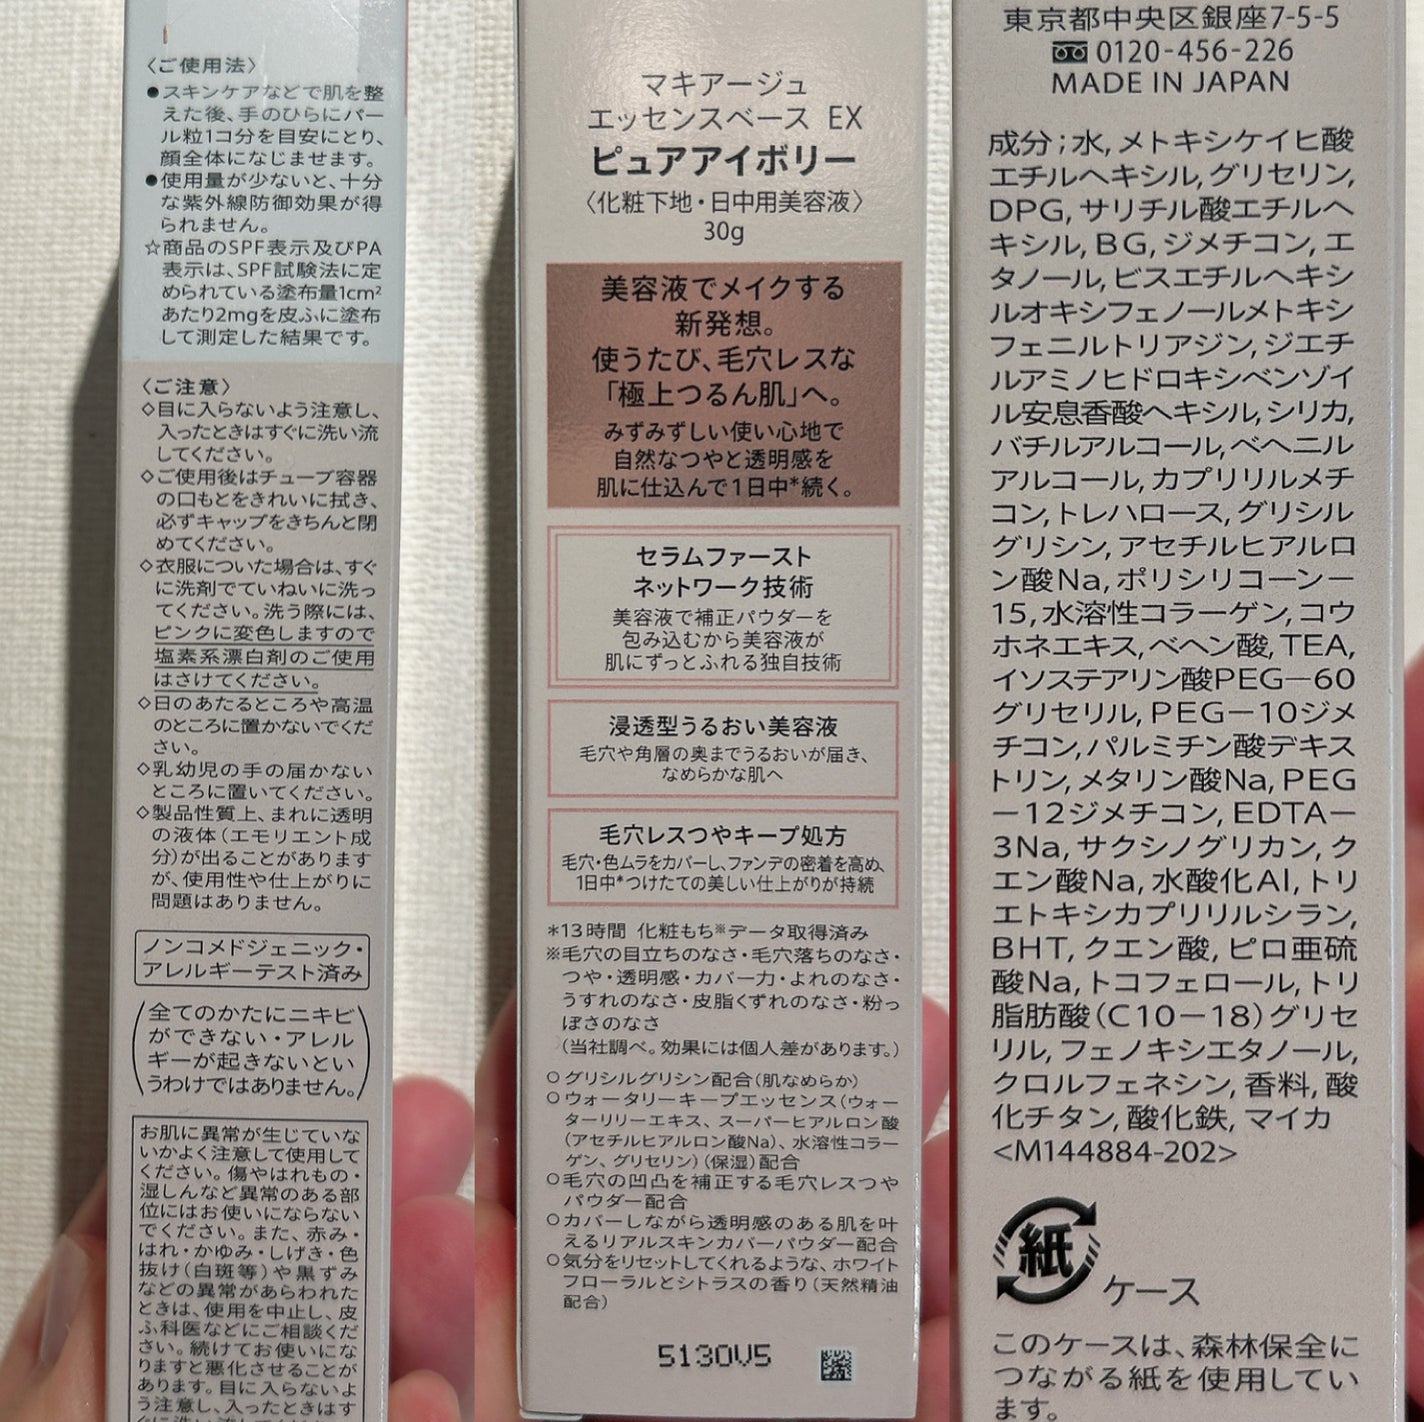 〈ご使用法〉
●スキンケアなどで肌を整
えた後、手のひらにパー
ル粒1コ分を目安にとり、
顔全体になじませます。
●使用量が少ないと、十分
な紫外線防御効果が得
られません。
☆商品のSPF表示及びPA
表示は、SPF試験法に定
められている塗布量1cm²
あたり2mgを皮ふに塗布
して測定した結果です。
〈ご注意〉
◇目に入らないよう注意し、
入ったときはすぐに洗い流
してください。
◇ご使用後はチューブ容器
の口もとをきれいに拭き、
必ずキャップをきちんと閉
めてください。
◇衣服についた場合は、すぐ
に洗剤でていねいに洗っ
てください。洗う際には、
ピンクに変色しますので
塩素系漂白剤のご使用
はさけてください。
◇日のあたるところや高温
のところに置かないでくだ
さい。
◇乳幼児の手の届かない
ところに置いてください。
◇製品性質上、まれに透明
の液体(エモリエント成
分)が出ることがあります
が、使用性や仕上がりに
問題はありません。
ノンコメドジェニック・
アレルギーテスト済み
(全てのかたにニキビ
ができない・アレル
ギーが起きないとい
うわけではありません。)
お肌に異常が生じていな
いかよく注意して使用して
ください。傷やはれもの・
湿しんなど異常のある部
位にはお使いにならない
でください。また、赤み・
はれ・かゆみ・しげき・色
抜け(白斑等)や黒ずみ
などの異常があらわれた
ときは、使用を中止し、皮
ふ科医などにご相談くだ
さい。続けてお使いにな
りますと悪化させることが
あります。目に入らないよ
う注意し、入ったときはす
マキアージュ
エッセンスベース EX
ピュアアイボリー
〈化粧下地・日中用美容液〉
30g
美容液でメイクする
新発想。
使うたび、毛穴レスな
「極上つるん肌」へ。
みずみずしい使い心地で
自然なつやと透明感を
肌に仕込んで1日中*続く。
セラムファースト
ネットワーク技術
美容液で補正パウダーを
包み込むから美容液が
肌にずっとふれる独自技術
浸透型うるおい美容液
毛穴や角層の奥までうるおいが届き、
なめらかな肌へ
毛穴レスつやキープ処方
毛穴・色ムラをカバーし、ファンデの密着を高め、
1日中*つけたての美しい仕上がりが持続
*13時間 化粧もち※データ取得済み
※毛穴の目立ちのなさ・毛穴落ちのなさ・
つや・透明感・カバー力・よれのなさ・
うすれのなさ・皮脂くずれのなさ・粉っ
ぽさのなさ
(当社調べ。効果には個人差があります。)
○グリシルグリシン配合(肌なめらか)
○ウォータリーキープエッセンス(ウォー
ターリリーエキス、スーパーヒアルロン酸
(アセチルヒアルロン酸Na)、水溶性コラー
ゲン、グリセリン)(保湿)配合
○毛穴の凹凸を補正する毛穴レスつや
パウダー配合
○カバーしながら透明感のある肌を叶
えるリアルスキンカバーパウダー配合
○気分をリセットしてくれるような、ホワイト
フローラルとシトラスの香り(天然精油
配合)
5130V5
東京都中央区銀座7-5-5
0120-456-226
MADE IN JAPAN
成分；水, メトキシケイヒ酸
エチルヘキシル, グリセリン,
DPG, サリチル酸エチルヘ
キシル, BG, ジメチコン, エ
タノール, ビスエチルヘキシ
ルオキシフェノールメトキシ
フェニルトリアジン, ジエチ
ルアミノヒドロキシベンゾイ
ル安息香酸ヘキシル, シリカ,
バチルアルコール, ベヘニル
アルコール, カプリリルメチ
コン, トレハロース, グリシル
グリシン, アセチルヒアルロ
ン酸Na, ポリシリコーン－
15, 水溶性コラーゲン, コウ
ホネエキス, ベヘン酸, TEA,
イソステアリン酸PEG－60
グリセリル, PEG－10ジメ
チコン, パルミチン酸デキス
トリン, メタリン酸Na, PEG
－12ジメチコン, EDTA－
3Na, サクシノグリカン, ク
エン酸Na, 水酸化Al, トリ
エトキシカプリリルシラン,
BHT, クエン酸, ピロ亜硫
酸Na, トコフェロール, トリ
脂肪酸(C10－18)グリセ
リル, フェノキシエタノール,
クロルフェネシン, 香料, 酸
化チタン, 酸化鉄, マイカ
<M144884-202>
紙
ケース
このケースは、森林保全に
つながる紙を使用してい
ます。